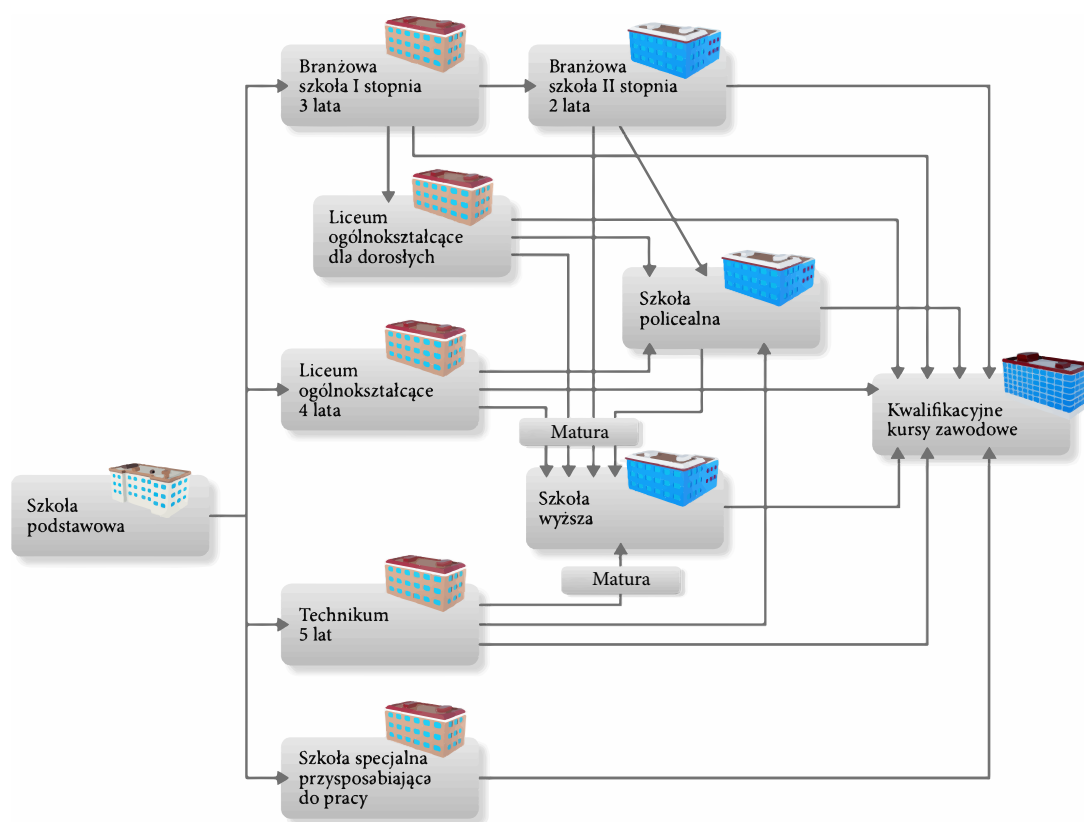 Branżowa
szkoła I stopnia
3 lata
Branżowa
szkoła II stopnia
2 lata
Liceum
ogólnokształcące
dla dorosłych
Szkoła
policealna
Liceum
ogólnokształcące
4 lata
Kwalifikacyjne
kursy zawodowe
Matura
Szkoła
podstawowa
Szkoła
wyższa
Matura
Technikum
5 lat
Szkoła specjalna
przysposabiająca
do pracy